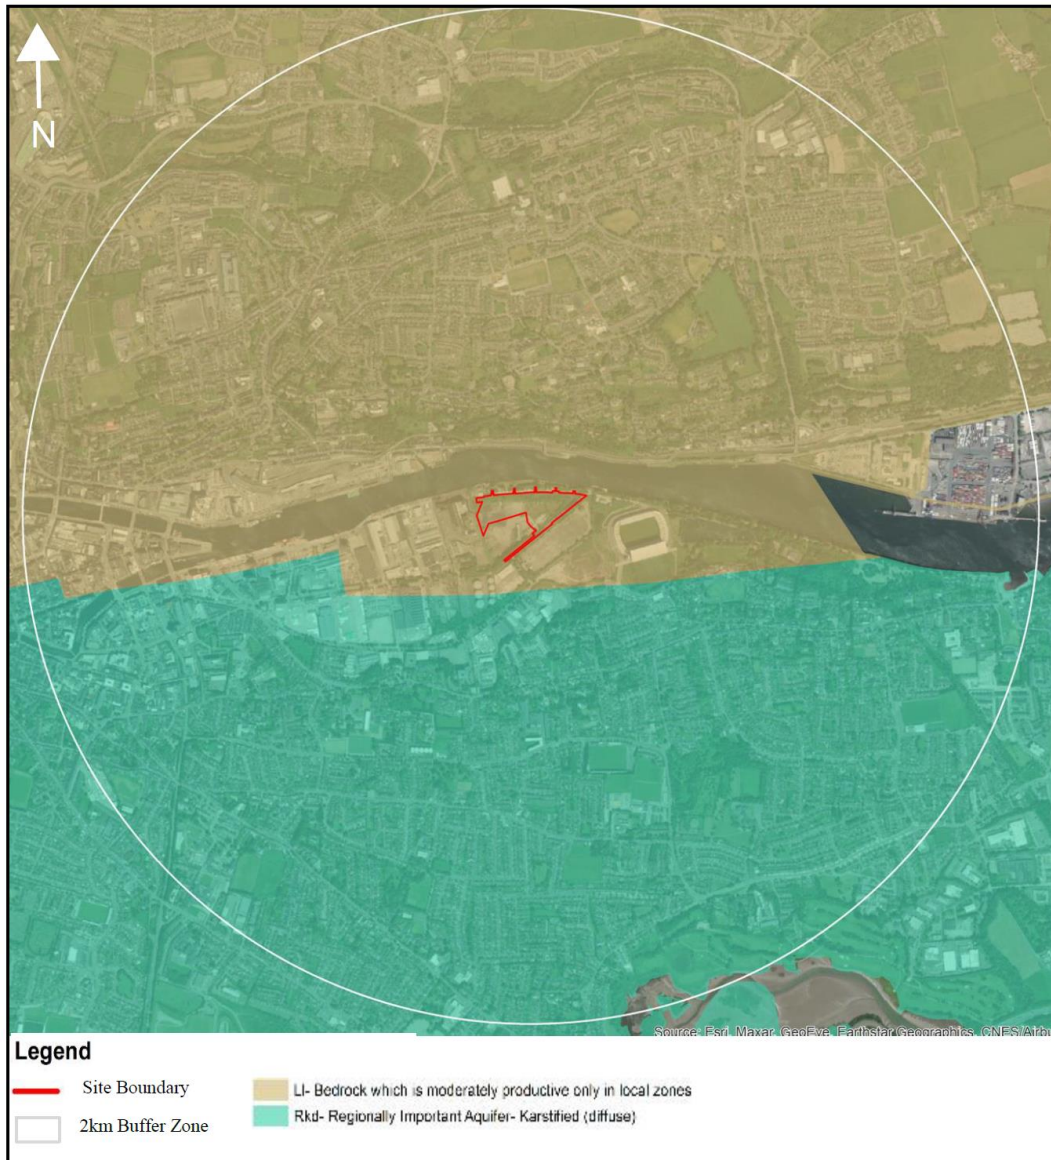 N
Source: Esri, Maxar, GeoEye, Earthstar Geographics, CNES/Airbu
Legend
Site Boundary
LI- Bedrock which is moderately productive only in local zones
2km Buffer Zone
Rkd- Regionally Important Aquifer- Karstified (diffuse)